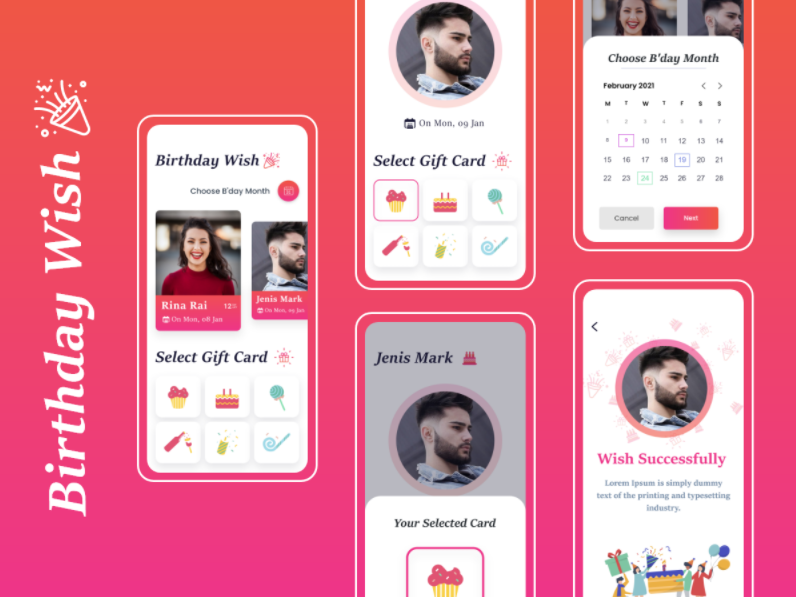 Birthday Wish
Birthday Wish
Choose B'day Month
Rina Rai
On Mon, 08 Jan
Jenis Mark
On Mon, 09 Jan
Select Gift Card
On Mon, 09 Jan
Select Gift Card
Jenis Mark
Your Selected Card
Choose B'day Month
February 2021
M T W T F S S
1 2 3 4 5 6 7
8 9 10 11 12 13 14
15 16 17 18 19 20 21
22 23 24 25 26 27 28
Cancel
Next
Wish Successfully
Lorem Ipsum is simply dummy
text of the printing and typesetting
industry.